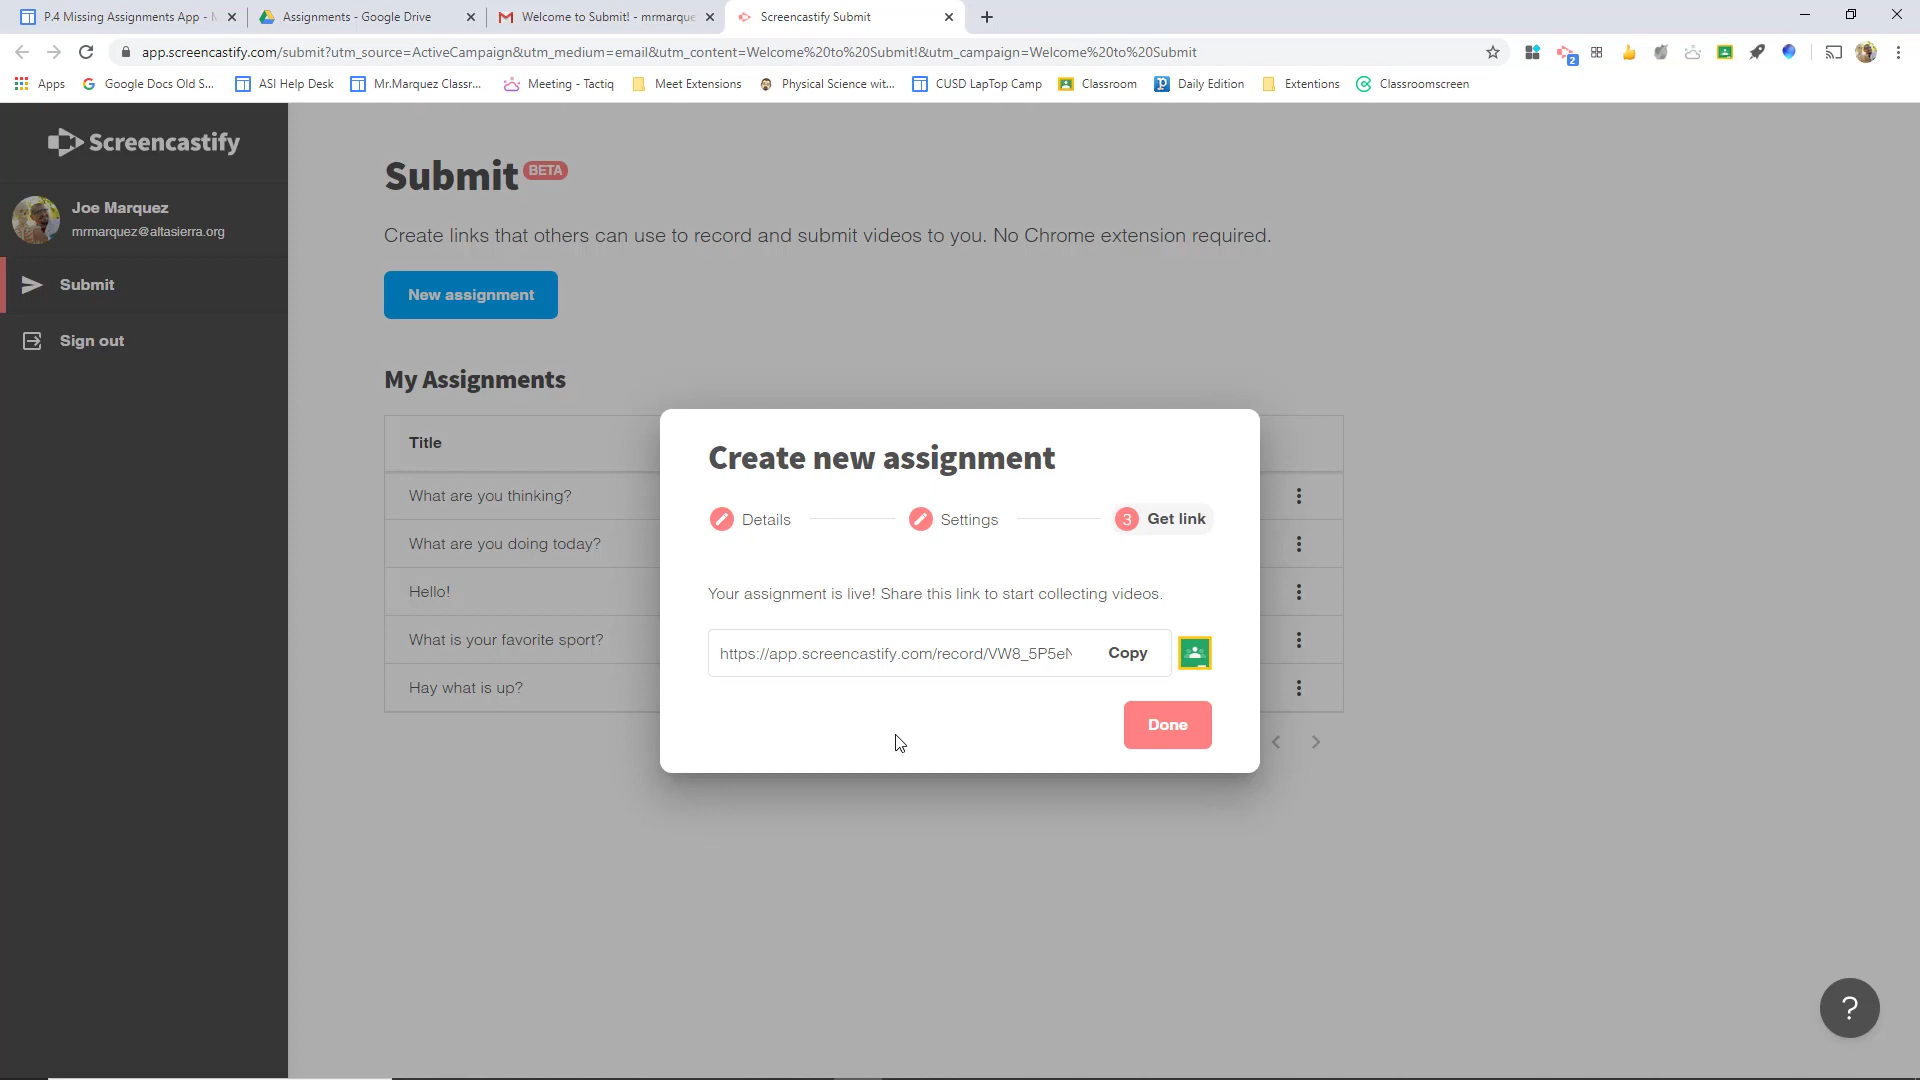 P.4 Missing Assignments App -
Assignments - Google Drive
Welcome to Submit! - mrmarque
Screencastify Submit
app.screencastify.com/submit?utm_source=ActiveCampaign&utm_medium=email&utm_content=Welcome%20to%20Submit!&utm_campaign=Welcome%20to%20Submit
2
Apps
Google Docs Old S...
ASI Help Desk
Mr.Marquez Classr...
Meeting - Tactiq
Meet Extensions
Physical Science wit...
CUSD LapTop Camp
Classroom
Daily Edition
Extentions
Classroomscreen
Screencastify
Joe Marquez
mrmarquez@altasierra.org
Submit
Sign out
Submit BETA
Create links that others can use to record and submit videos to you. No Chrome extension required.
New assignment
My Assignments
Title
What are you thinking?
What are you doing today?
Hello!
What is your favorite sport?
Hay what is up?
Create new assignment
Details
Settings
3 Get link
Your assignment is live! Share this link to start collecting videos.
https://app.screencastify.com/record/VW8_5P5eN
Copy
Done
?